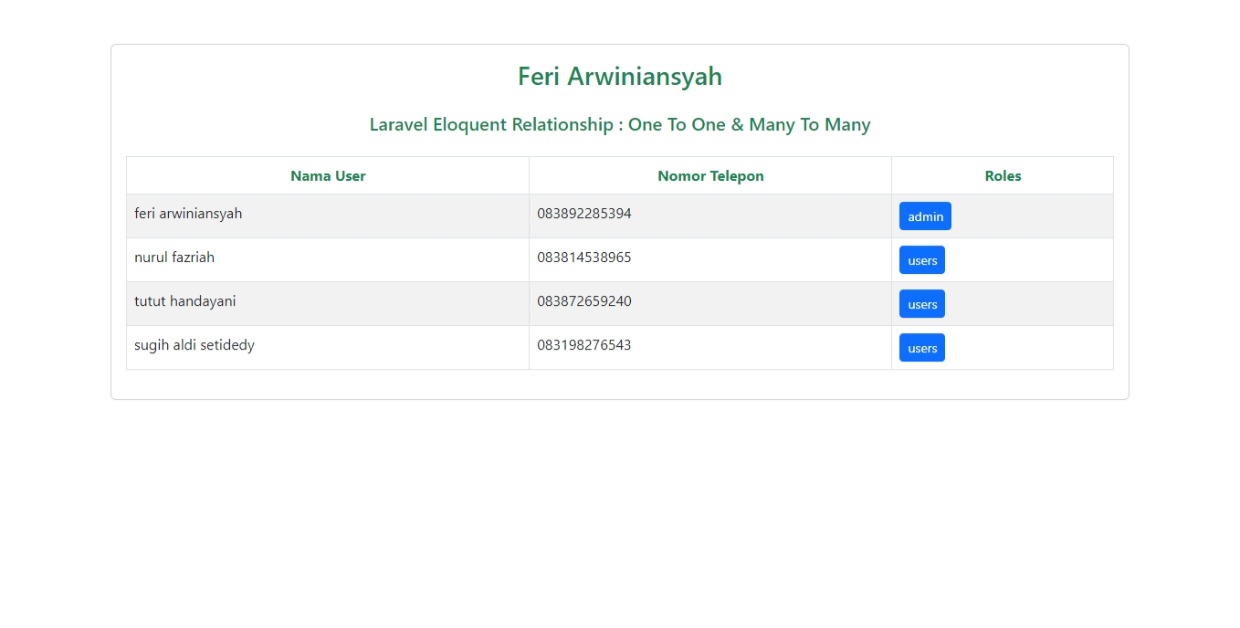 Feri Arwiniansyah
Laravel Eloquent Relationship : One To One & Many To Many
Nama User Nomor Telepon Roles
feri arwiniansyah 083892285394 admin
nurul fazriah 083814538965 users
tutut handayani 083872659240 users
sugih aldi setidedy 083198276543 users